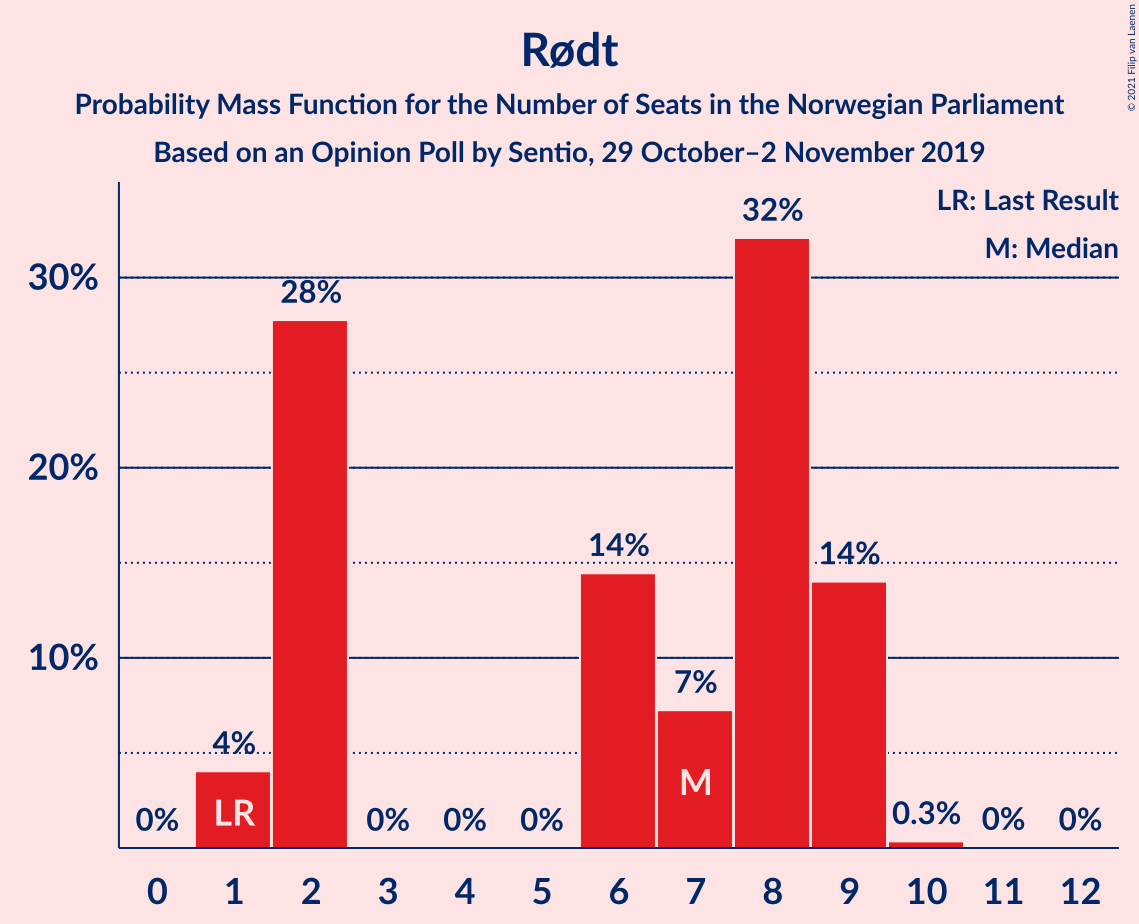 Rødt
Probability Mass Function for the Number of Seats in the Norwegian Parliament
Based on an Opinion Poll by Sentio, 29 October–2 November 2019
© 2021 Filip van Laenen
LR: Last Result
M: Median
30%
20%
10%
0%
4%
28%
0%
0%
0%
14%
7%
32%
14%
0.3%
0%
0%
LR
M
0 1 2 3 4 5 6 7 8 9 10 11 12